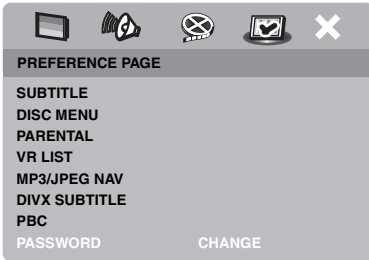 PREFERENCE PAGE
SUBTITLE
DISC MENU
PARENTAL
VR LIST
MP3/JPEG NAV
DIVX SUBTITLE
PBC
PASSWORD CHANGE